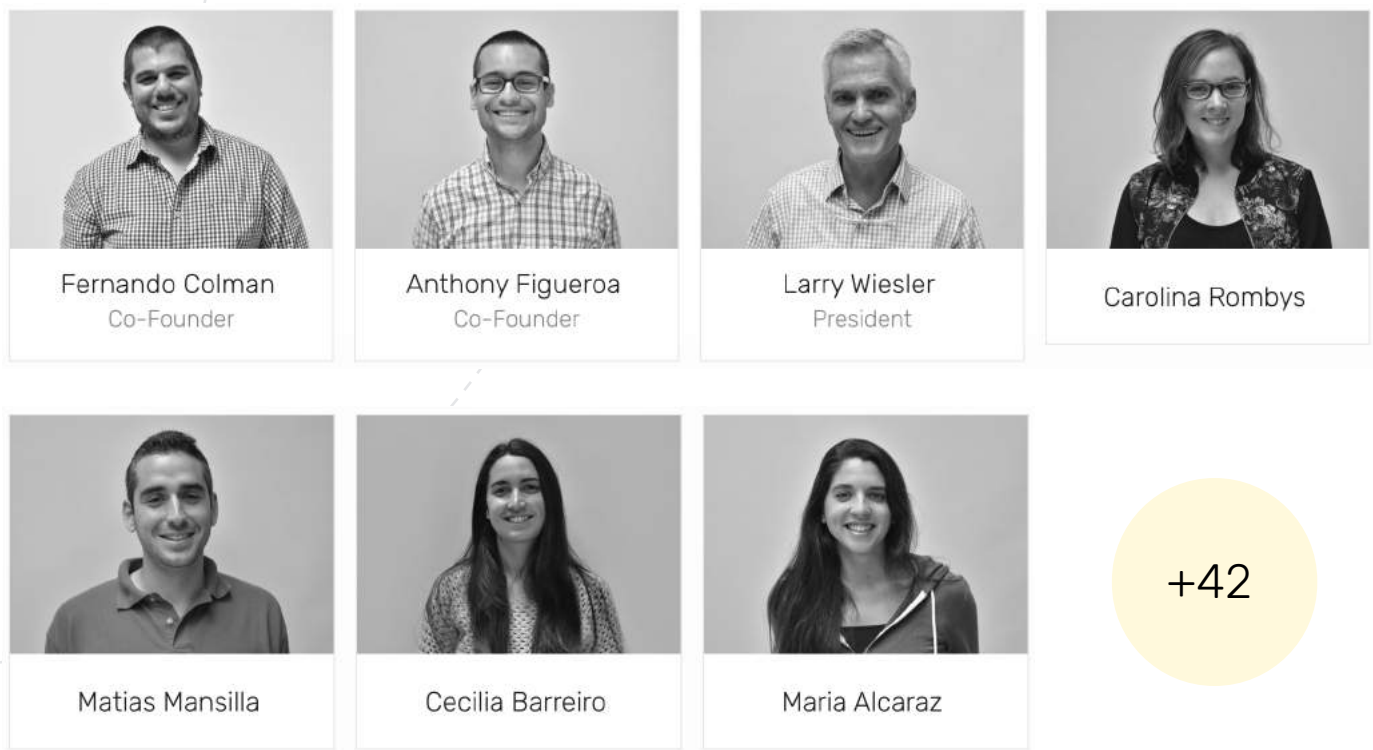 Fernando Colman
Co-Founder
Anthony Figueroa
Co-Founder
Larry Wiesler
President
Carolina Rombys
Matias Mansilla
Cecilia Barreiro
Maria Alcaraz
+42